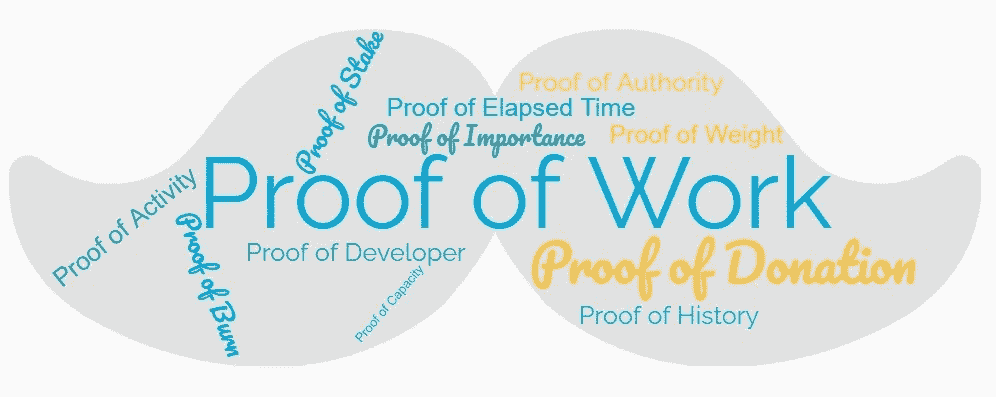 Proof of Stake
Proof of Authority
Proof of Elapsed Time
Proof of Importance
Proof of Weight
Proof of Work
Proof of Activity
Proof of Burn
Proof of Developer
Proof of Donation
Proof of Capacity
Proof of History